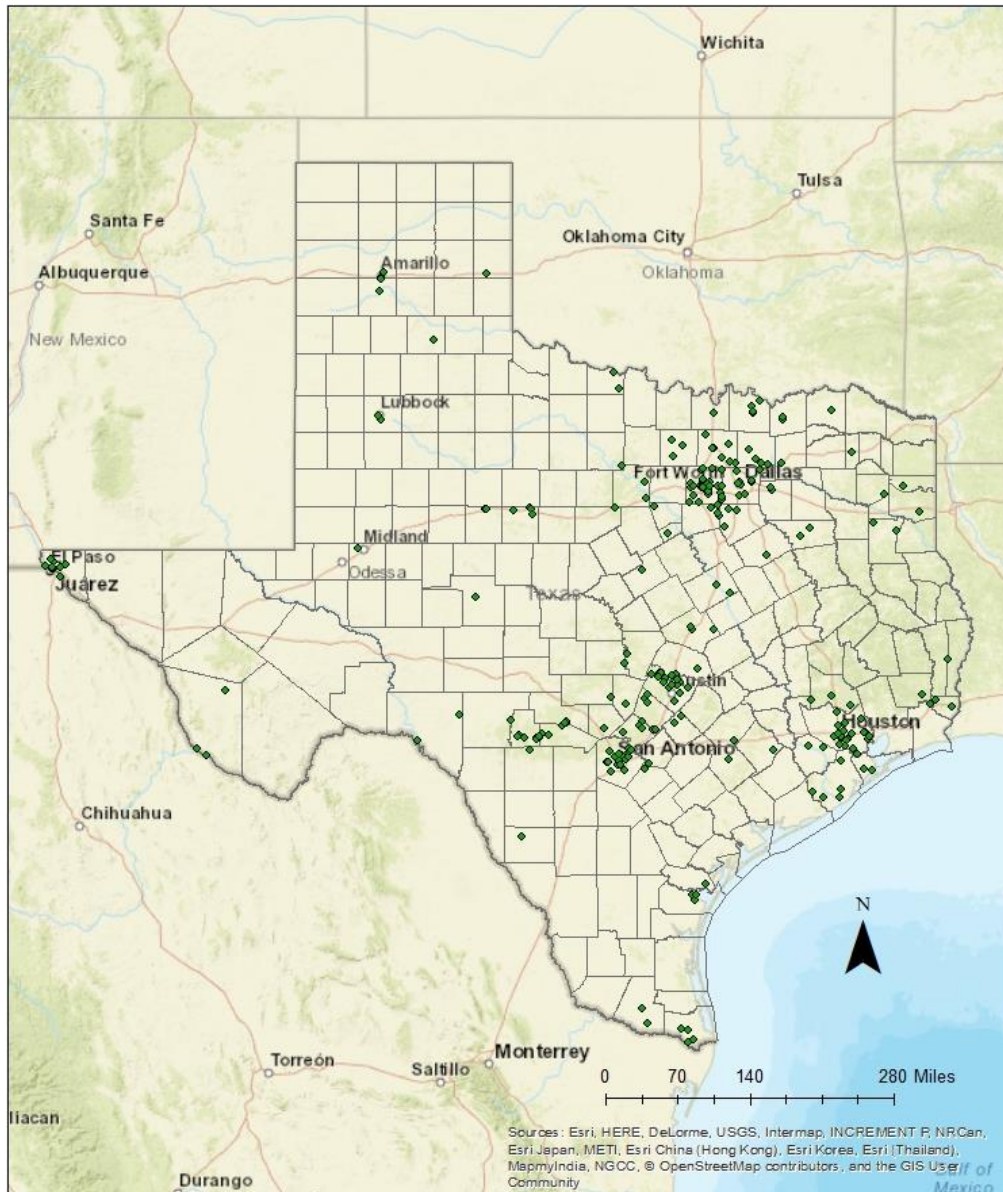 Wichita
Tulsa
Santa Fe
Oklahoma City
Oklahoma
Albuquerque
Amarillo
New Mexico
Lubbock
Fort Worth
Dallas
Midland
Odessa
El Paso
Juárez
Texas
Austin
Houston
San Antonio
Chihuahua
N
Monterrey
Torreón
Saltillo
0 70 140 280 Miles
liacan
Sources: Esri, HERE, DeLorme, USGS, Intermap, INCREMENT P, NRCan,
Esri Japan, METI, Esri China (Hong Kong), Esri Korea, Esri (Thailand),
MapmyIndia, NGCC, © OpenStreetMap contributors, and the GIS User
Community
Gulf of
Mexico
Durango